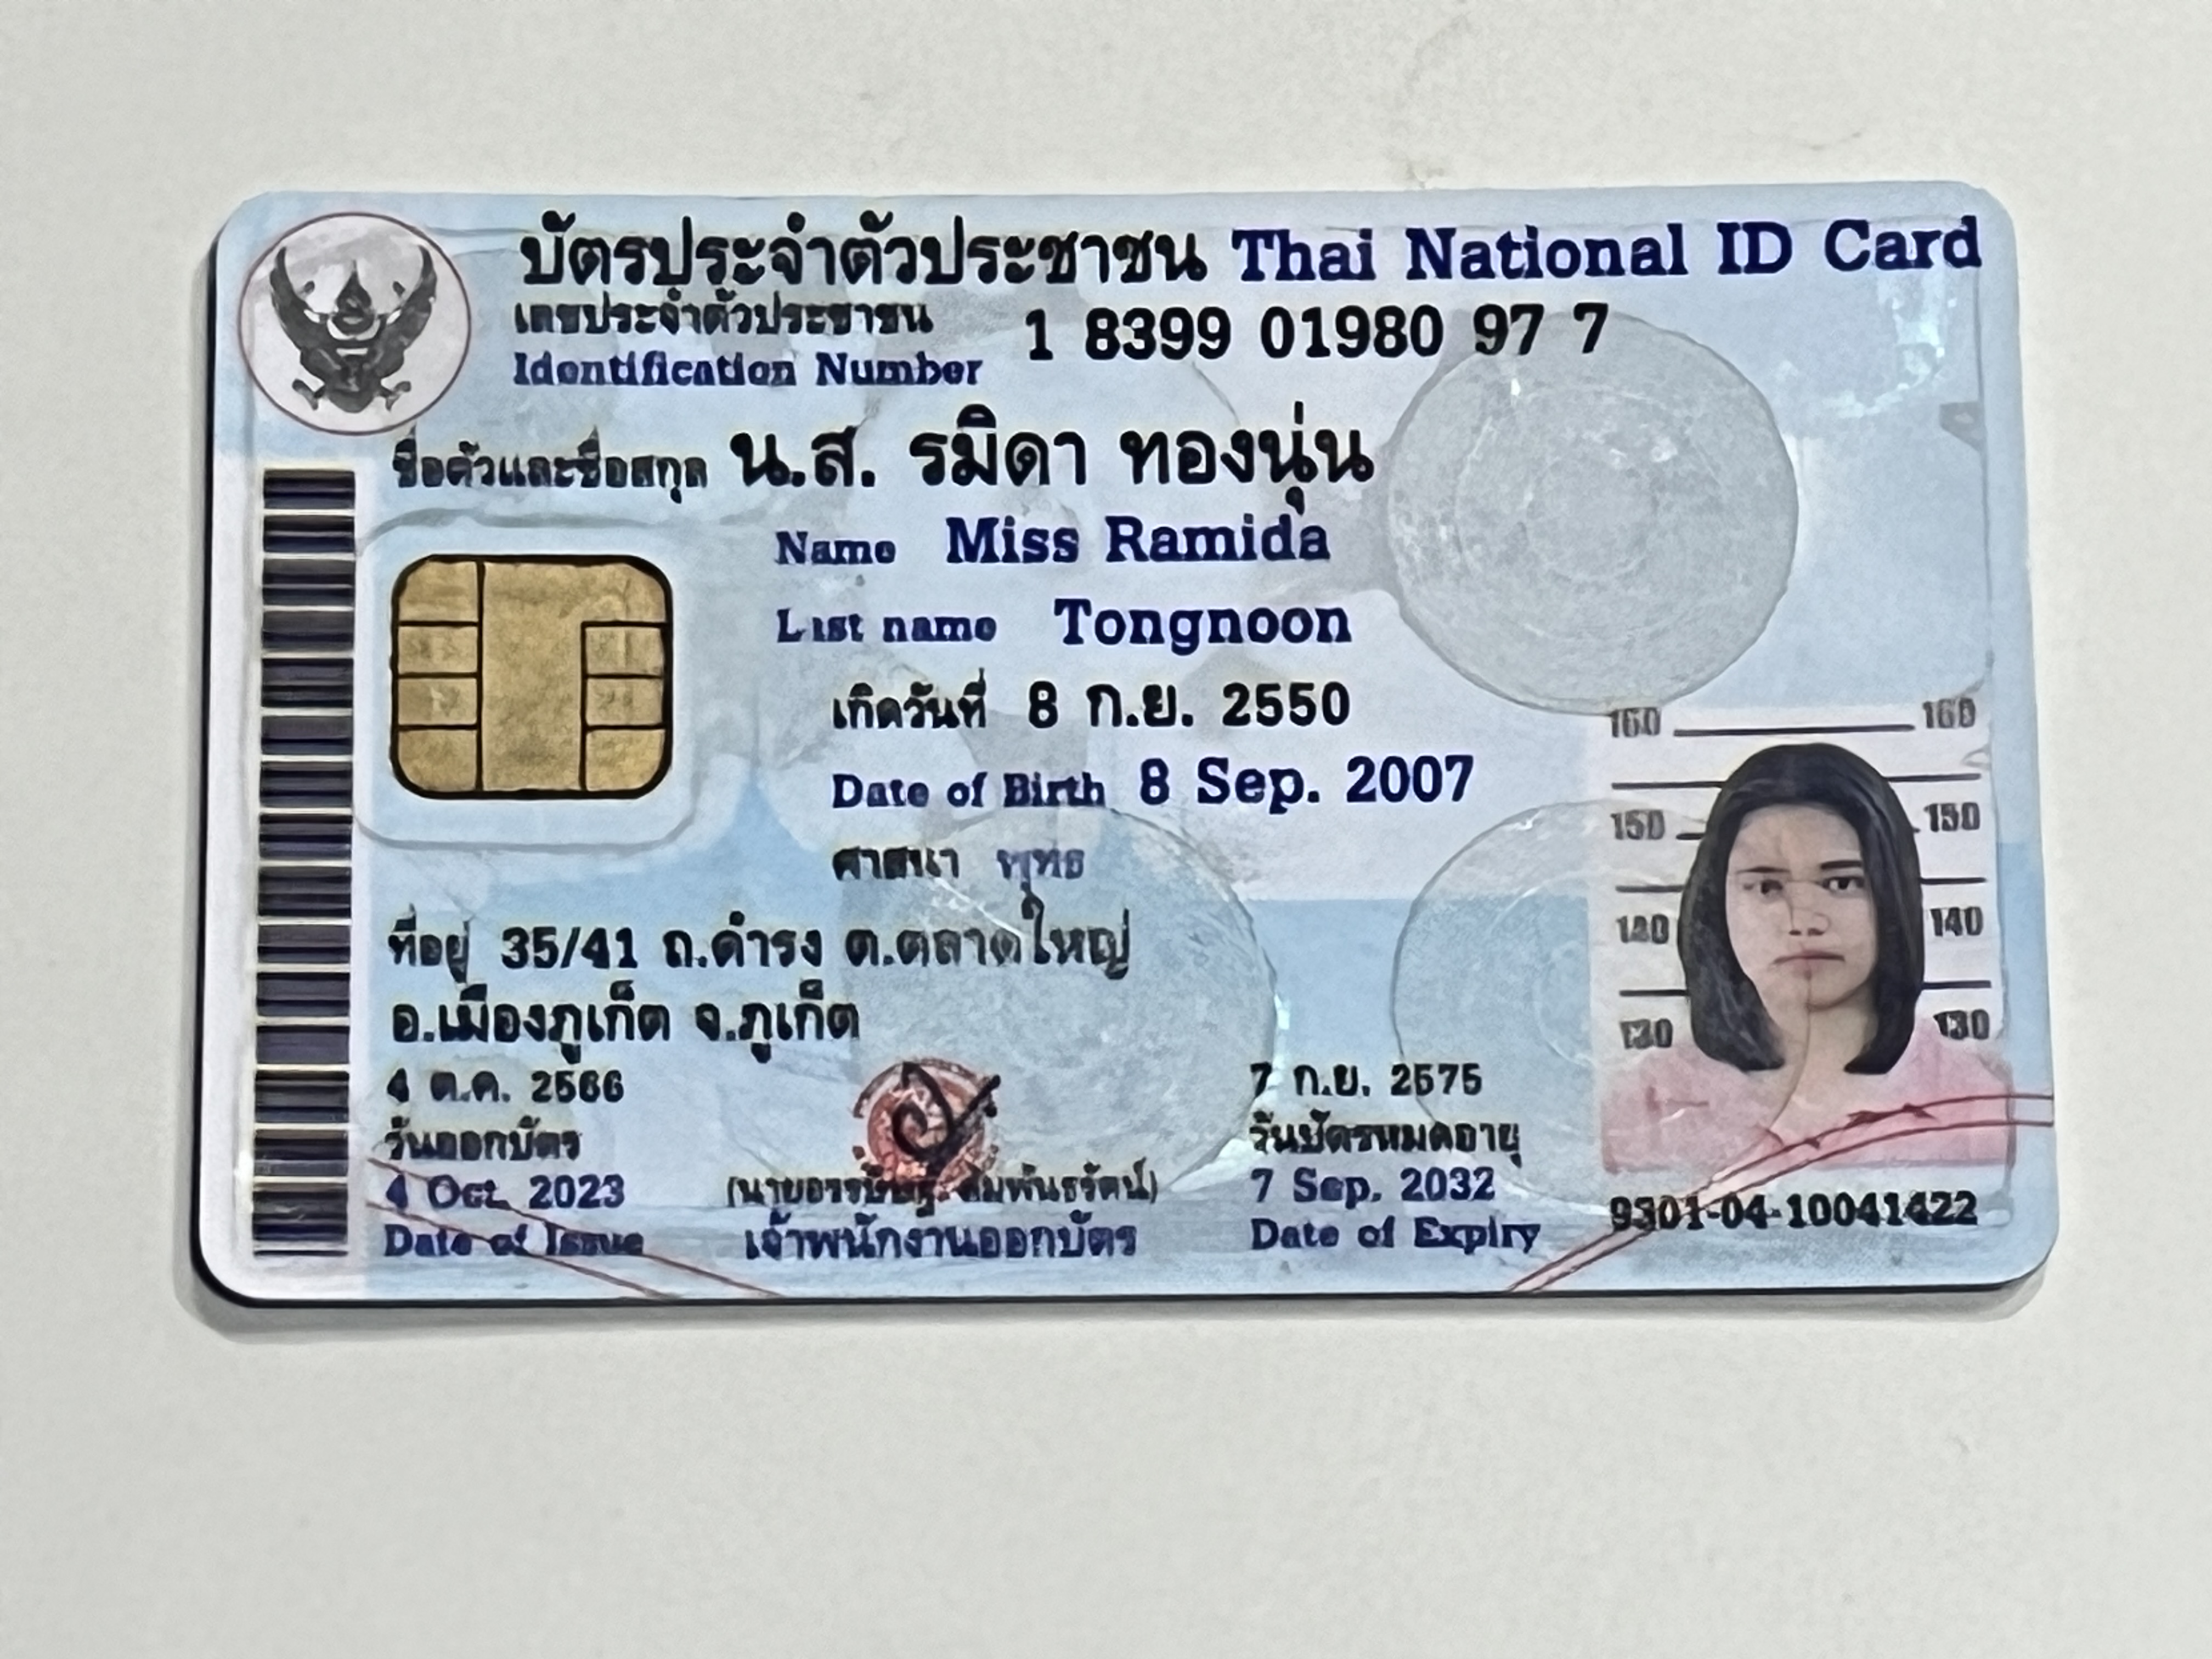 บัตรประจำตัวประชาชน Thai National ID Card
เลขประจำตัวประชาชน
Identification Number 1 8399 01980 97 7
ชื่อตัวและชื่อสกุล น.ส. รมิดา ทองนุ่น
Name Miss Ramida
Last name Tongnoon
เกิดวันที่ 8 ก.ย. 2550
Date of Birth 8 Sep. 2007
ศาสนา พุทธ
ที่อยู่ 35/41 ถ.ดำรง ต.ตลาดใหญ่
อ.เมืองภูเก็ต จ.ภูเก็ต
160 160
150 150
140 140
130 130
4 ต.ค. 2566
วันออกบัตร
4 Oct. 2023
Date of Issue
เจ้าพนักงานออกบัตร
7 ก.ย. 2575
วันบัตรหมดอายุ
7 Sep. 2032
Date of Expiry
9301-04-10041422